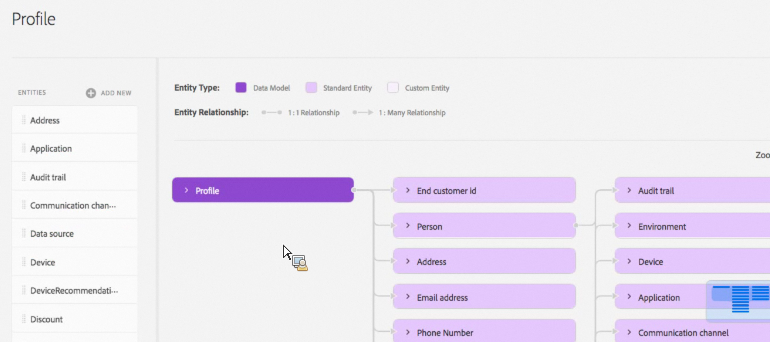 Profile
ENTITIES
ADD NEW
Address
Application
Audit trail
Communication chan···
Data source
Device
DeviceRecommendati···
Discount
Entity Type: Data Model Standard Entity Custom Entity
Entity Relationship: 1 : 1 Relationship 1 : Many Relationship
Zoo
Profile
End customer id
Person
Address
Email address
Phone Number
Audit trail
Environment
Device
Application
Communication channel